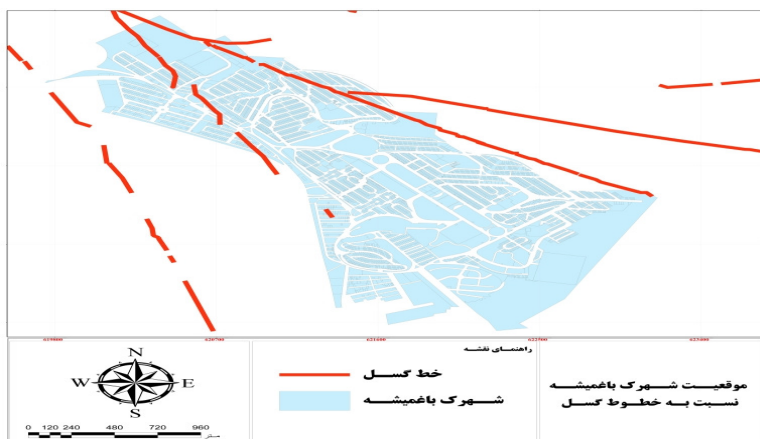 راهنمای نقشه
خط گسل
شهرک باغمیشه
موقعیت شهرک باغمیشه
نسبت به خطوط گسل
N
W E
S
0 120 240 480 720 960
متر